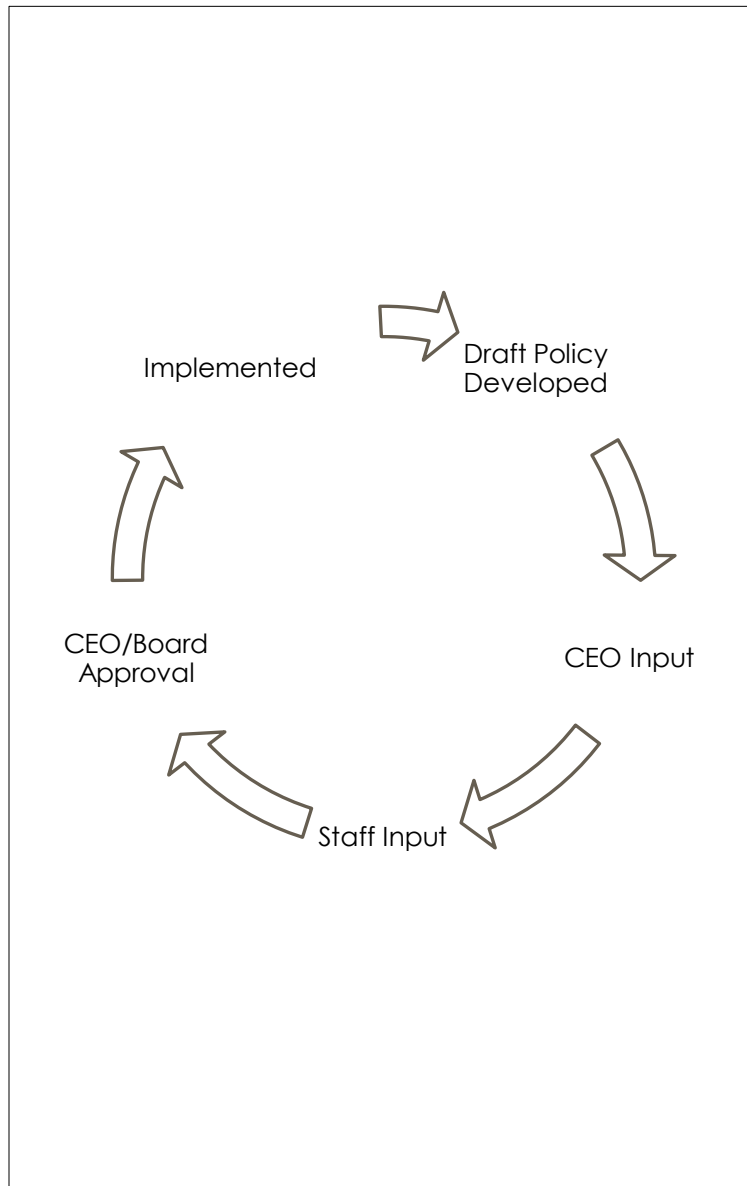 Implemented
Draft Policy
Developed
CEO/Board
Approval
CEO Input
Staff Input